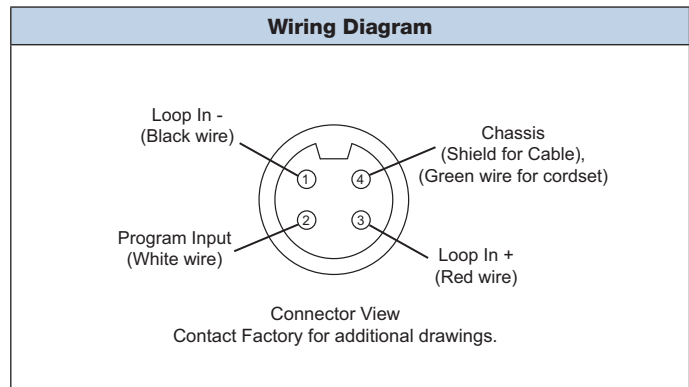 Wiring Diagram
Loop In -
(Black wire)
Chassis
(Shield for Cable),
(Green wire for cordset)
1
4
2
3
Program Input
(White wire)
Loop In +
(Red wire)
Connector View
Contact Factory for additional drawings.